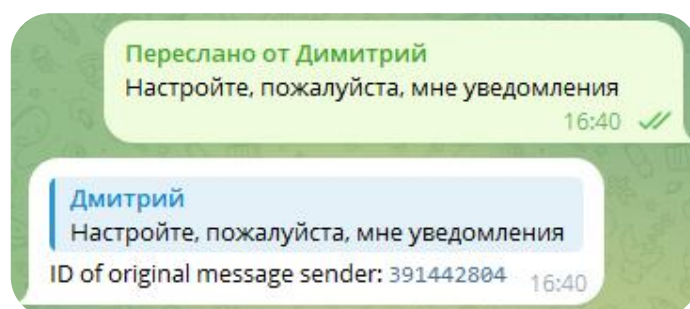 Переслано от Димитрий
Настройте, пожалуйста, мне уведомления
16:40
Дмитрий
Настройте, пожалуйста, мне уведомления
ID of original message sender: 391442804 16:40